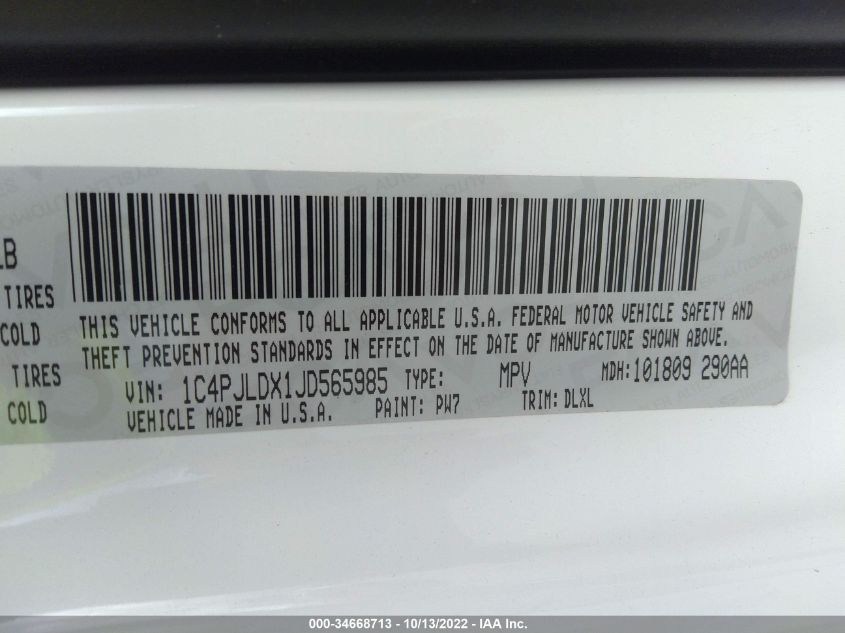 LB
TIRES
COLD
TIRES
COLD
THIS VEHICLE CONFORMS TO ALL APPLICABLE U.S.A. FEDERAL MOTOR VEHICLE SAFETY AND
THEFT PREVENTION STANDARDS IN EFFECT ON THE DATE OF MANUFACTURE SHOWN ABOVE.
VIN: 1C4PJLDX1JD565985 TYPE: MPV MDH:101809 290AA
VEHICLE MADE IN U.S.A. PAINT: PW7 TRIM: DLXL
000-34668713 - 10/13/2022 - IAA Inc.